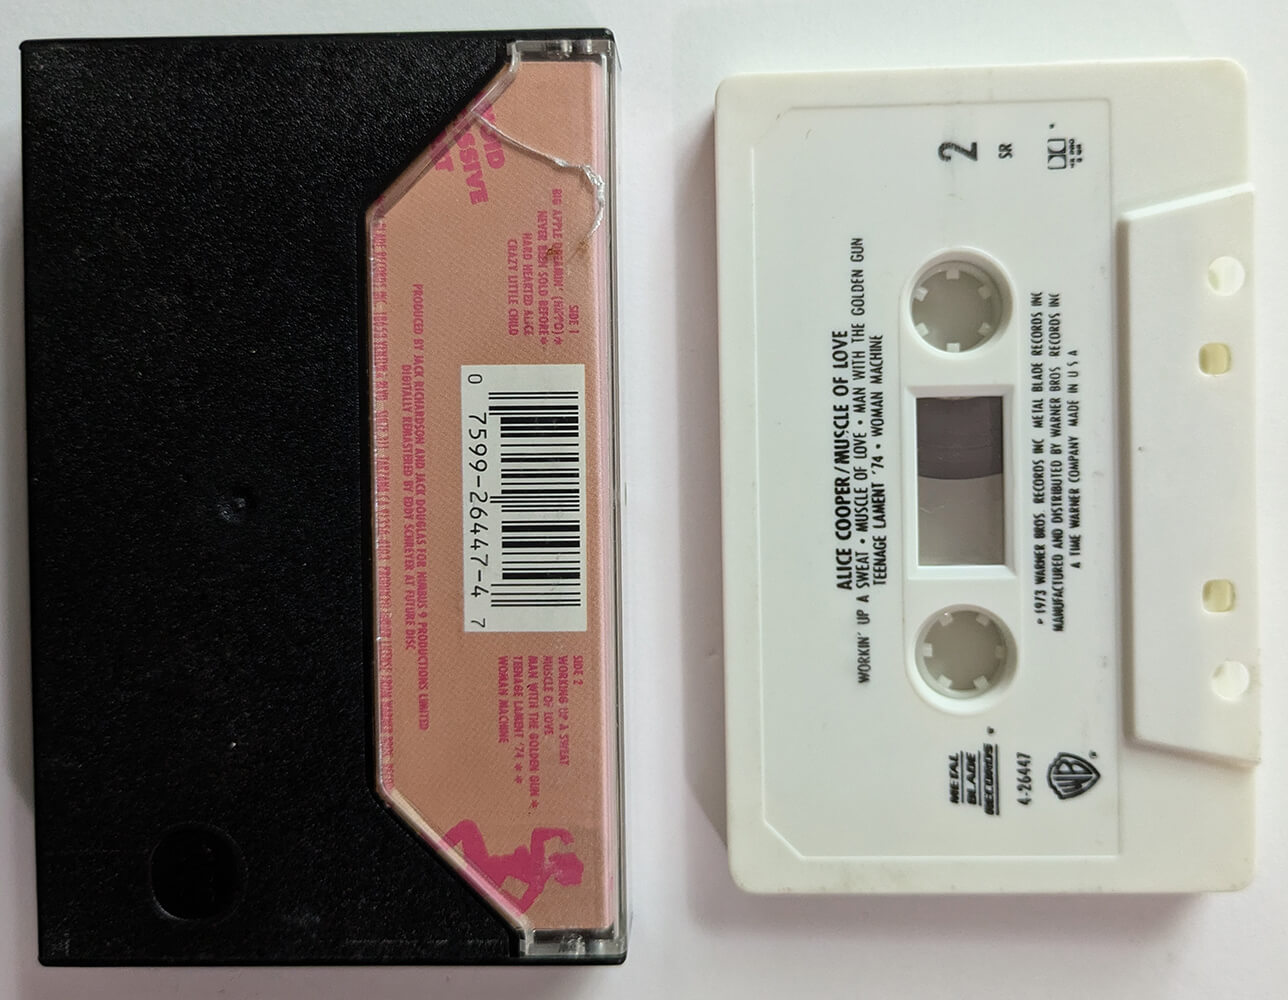 SIDE 1
BIG APPLE DREAMIN' (HIPPO) *
NEVER BEEN SOLD BEFORE *
HARD HEARTED ALICE
CRAZY LITTLE CHILD
0 7599-26447-4 7
SIDE 2
WORKING UP A SWEAT
MUSCLE OF LOVE
MAN WITH THE GOLDEN GUN *
TEENAGE LAMENT '74 * *
WOMAN MACHINE
PRODUCED BY JACK RICHARDSON AND JACK DOUGLAS FOR NIMBUS 9 PRODUCTIONS LIMITED
DIGITALLY REMASTERED BY EDDY SCHREYER AT FUTURE DISC
2
SR
ALICE COOPER/MUSCLE OF LOVE
WORKIN' UP A SWEAT • MUSCLE OF LOVE • MAN WITH THE GOLDEN GUN
TEENAGE LAMENT '74 • WOMAN MACHINE
℗ 1973 WARNER BROS. RECORDS INC METAL BLADE RECORDS INC
MANUFACTURED AND DISTRIBUTED BY WARNER BROS RECORDS INC
A TIME WARNER COMPANY MADE IN U S A
METAL
BLADE
RECORDS
4-26447
WB